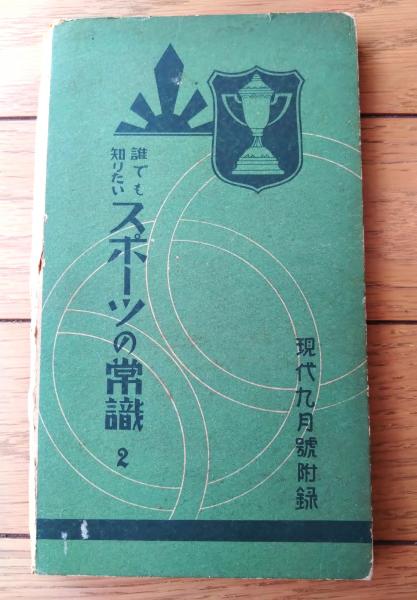 現代九月號附録
誰でも
知りたい
スポーツの常識 2